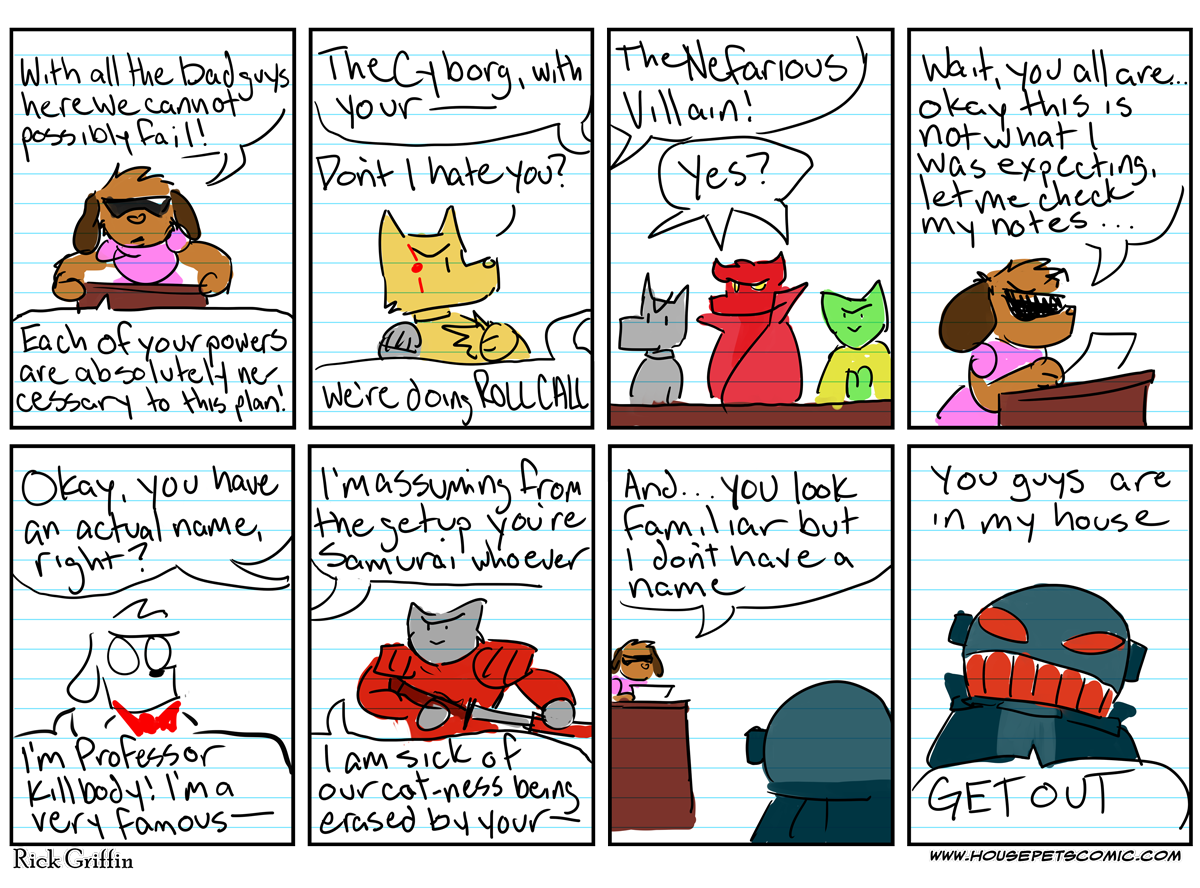 With all the bad guys
here we cannot
possibly fail!
Each of your powers
are absolutely ne-
cessary to this plan!
The Cyborg, with
your ——
Don't I hate you?
We're doing ROLL CALL
The Nefarious
Villain!
Yes?
Wait, you all are...
okay this is
not what I
was expecting,
let me check
my notes...
Okay, you have
an actual name,
right?
I'm Professor
Killbody! I'm a
very famous—
I'm assuming from
the getup you're
Samurai whoever
I am sick of
our cat-ness being
erased by your—
And... you look
familiar but
I don't have a
name
You guys are
in my house
GET OUT
Rick Griffin
WWW.HOUSEPETSCOMIC.COM